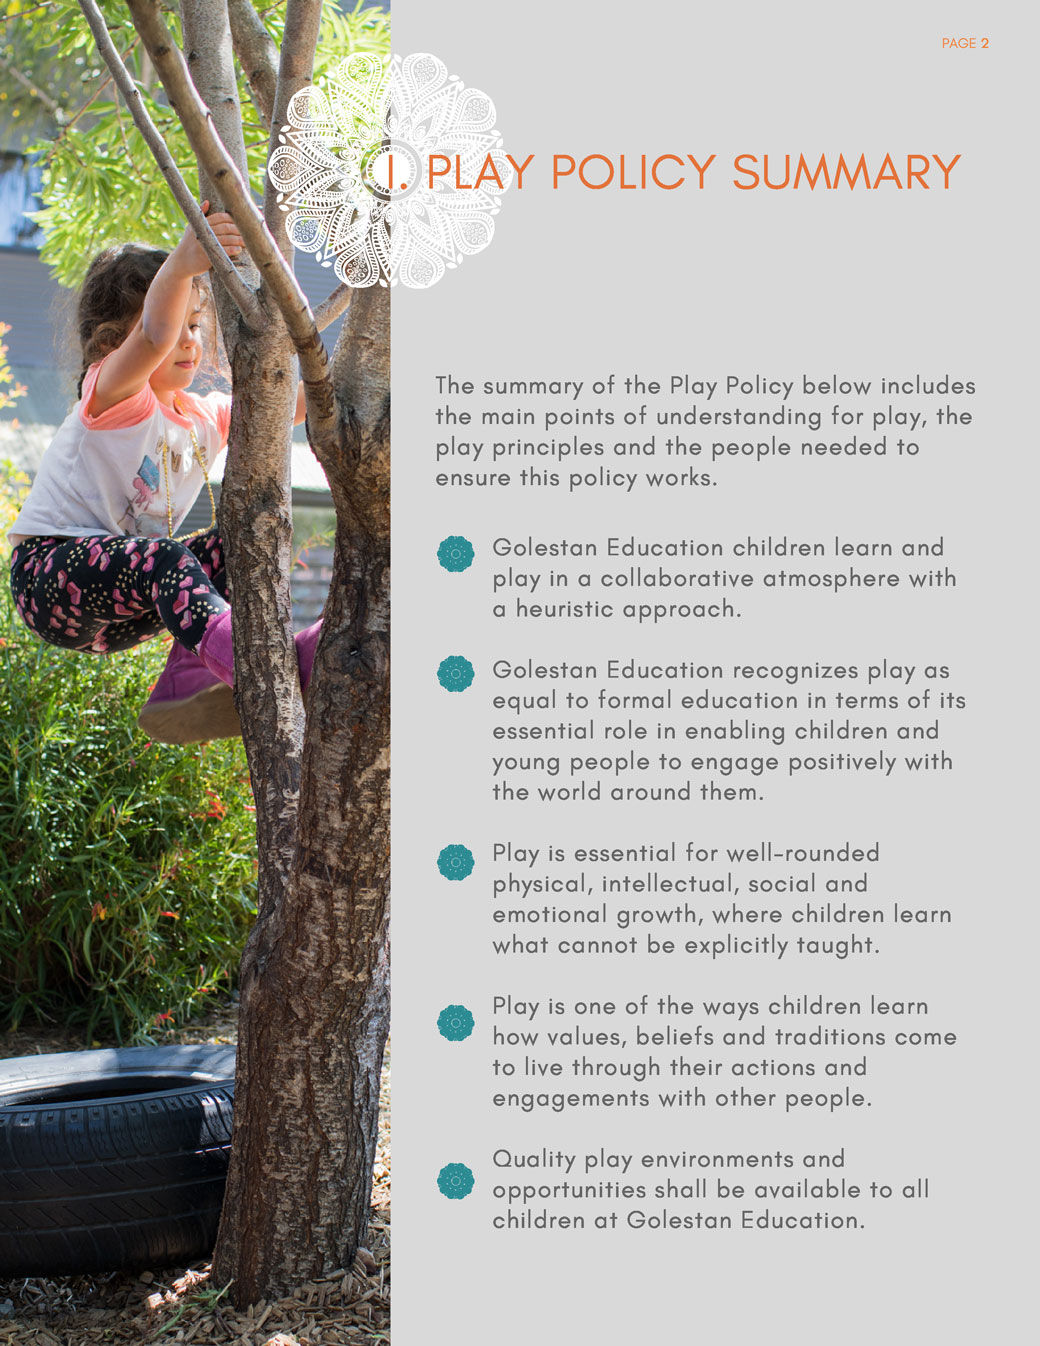 PAGE 2
I. PLAY POLICY SUMMARY
The summary of the Play Policy below includes
the main points of understanding for play, the
play principles and the people needed to
ensure this policy works.
Golestan Education children learn and
play in a collaborative atmosphere with
a heuristic approach.
Golestan Education recognizes play as
equal to formal education in terms of its
essential role in enabling children and
young people to engage positively with
the world around them.
Play is essential for well-rounded
physical, intellectual, social and
emotional growth, where children learn
what cannot be explicitly taught.
Play is one of the ways children learn
how values, beliefs and traditions come
to live through their actions and
engagements with other people.
Quality play environments and
opportunities shall be available to all
children at Golestan Education.